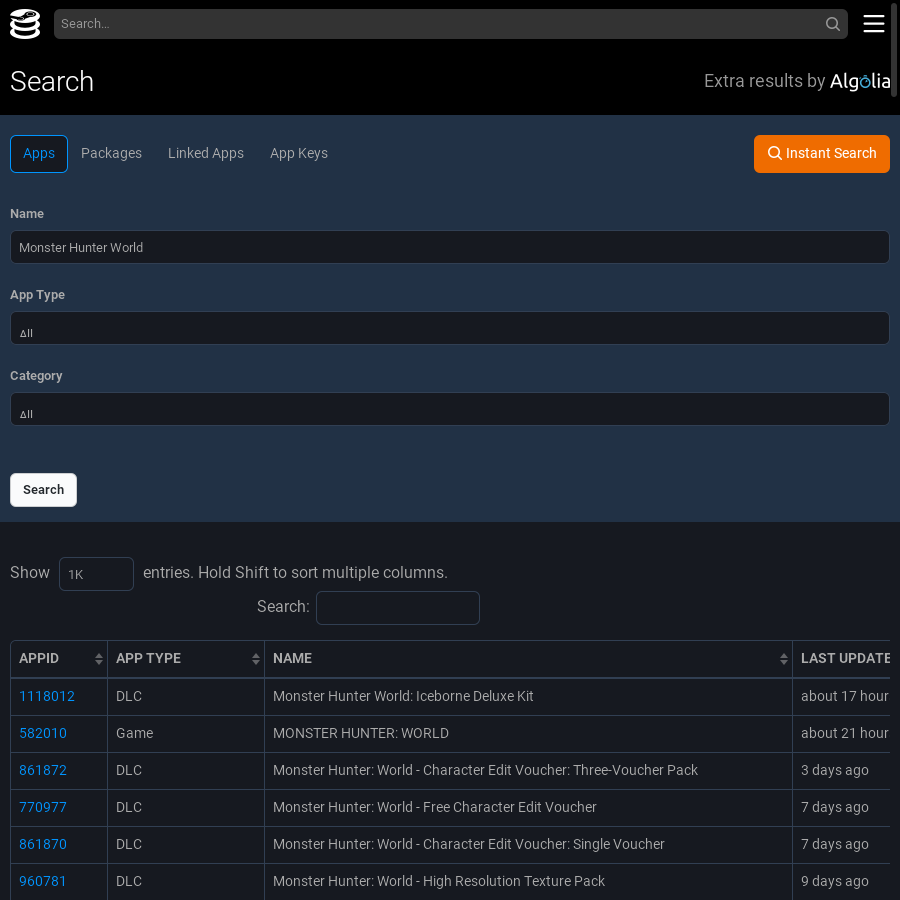 Search...
Search
Extra results by Algolia
Apps Packages Linked Apps App Keys
Instant Search
Name
Monster Hunter World
App Type
All
Category
All
Search
Show 1K entries. Hold Shift to sort multiple columns.
Search:
APPID APP TYPE NAME LAST UPDATE
1118012 DLC Monster Hunter World: Iceborne Deluxe Kit about 17 hour
582010 Game MONSTER HUNTER: WORLD about 21 hour
861872 DLC Monster Hunter: World - Character Edit Voucher: Three-Voucher Pack 3 days ago
770977 DLC Monster Hunter: World - Free Character Edit Voucher 7 days ago
861870 DLC Monster Hunter: World - Character Edit Voucher: Single Voucher 7 days ago
960781 DLC Monster Hunter: World - High Resolution Texture Pack 9 days ago